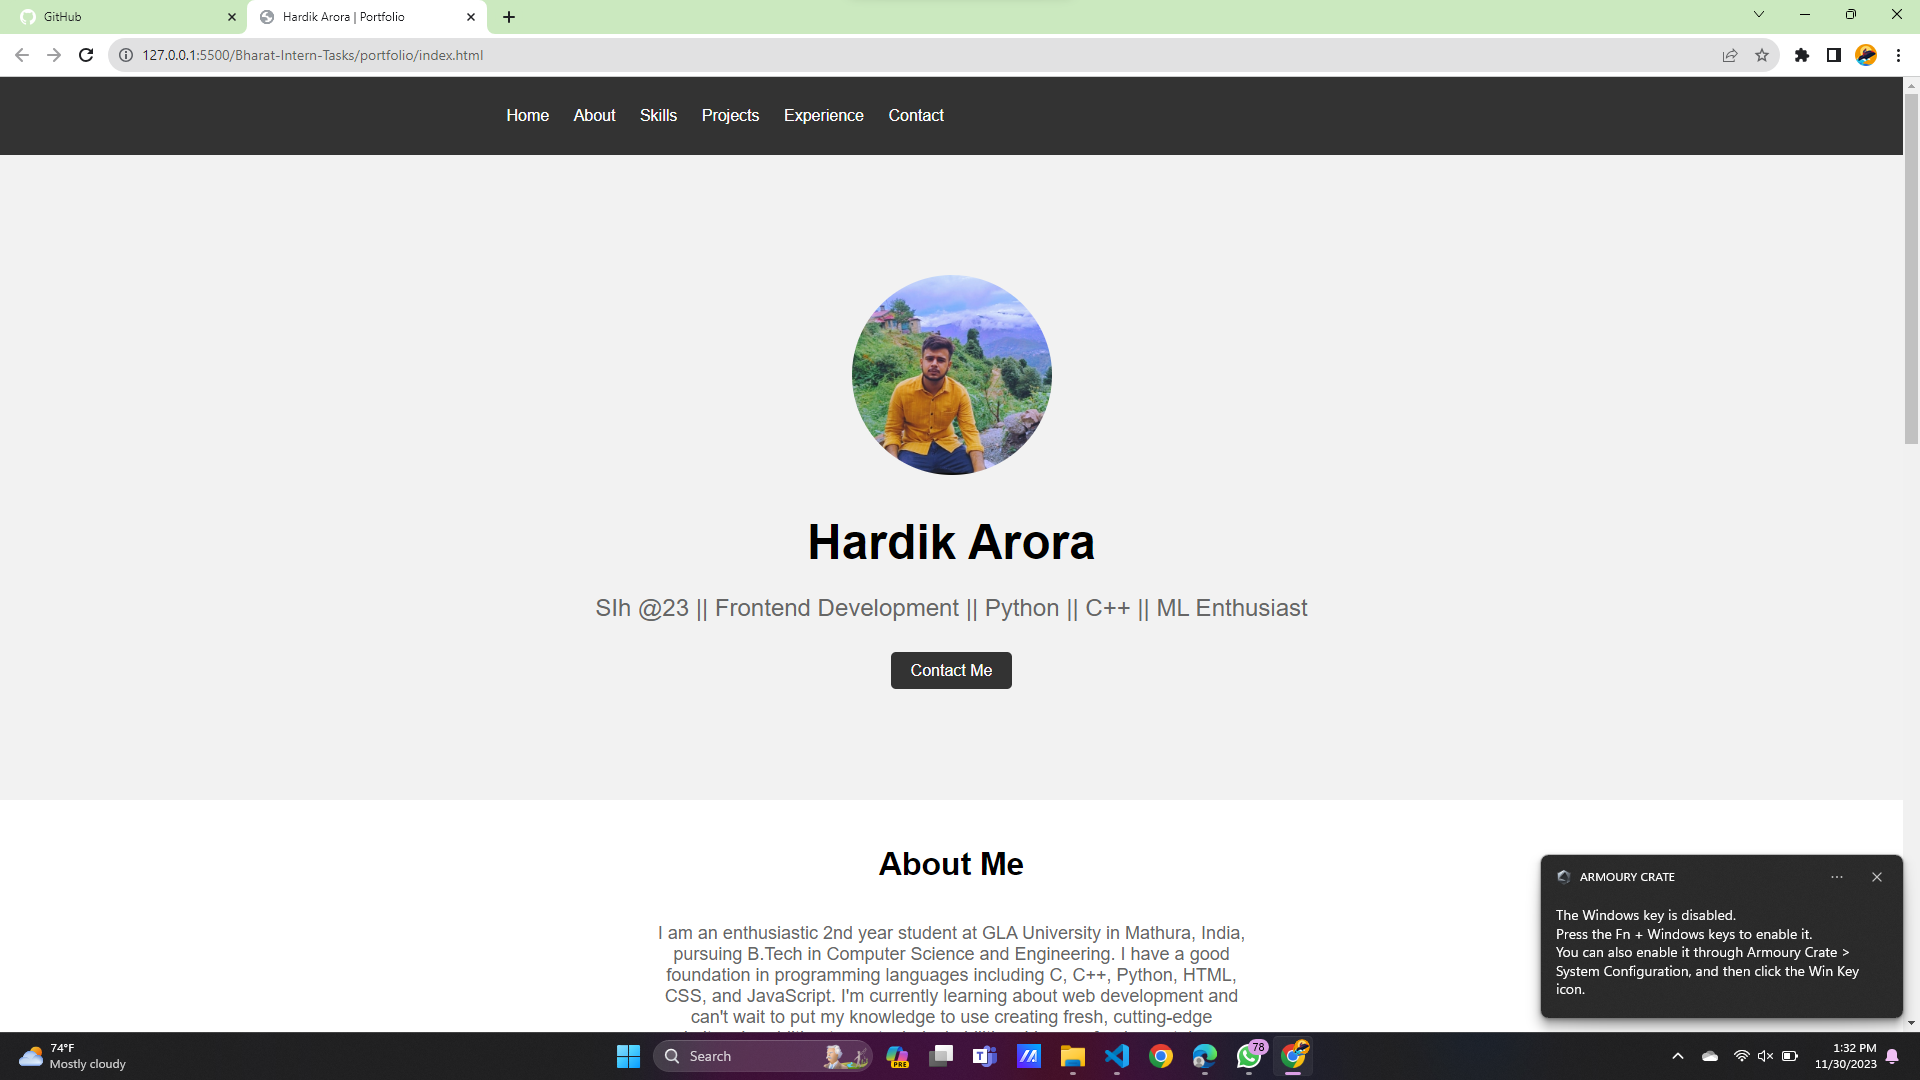 GitHub
Hardik Arora | Portfolio
127.0.0.1:5500/Bharat-Intern-Tasks/portfolio/index.html
Home About Skills Projects Experience Contact
Hardik Arora
SIh @23 || Frontend Development || Python || C++ || ML Enthusiast
Contact Me
About Me
I am an enthusiastic 2nd year student at GLA University in Mathura, India,
pursuing B.Tech in Computer Science and Engineering. I have a good
foundation in programming languages including C, C++, Python, HTML,
CSS, and JavaScript. I'm currently learning about web development and
can't wait to put my knowledge to use creating fresh, cutting-edge
ARMOURY CRATE
The Windows key is disabled.
Press the Fn + Windows keys to enable it.
You can also enable it through Armoury Crate >
System Configuration, and then click the Win Key
icon.
74°F
Mostly cloudy
Search
PRE
78
1:32 PM
11/30/2023